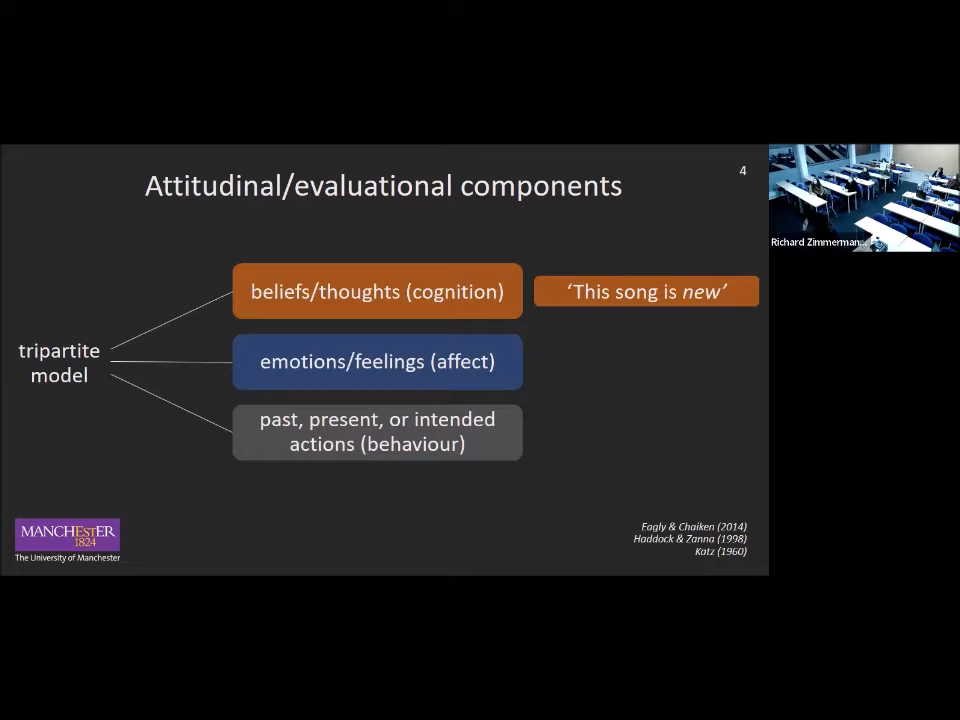 4
Attitudinal/evaluational components
beliefs/thoughts (cognition)
‘This song is new’
emotions/feelings (affect)
tripartite
model
past, present, or intended
actions (behaviour)
MANCHESTER
1824
The University of Manchester
Eagly & Chaiken (2014)
Haddock & Zanna (1998)
Katz (1960)
Richard Zimmerman...